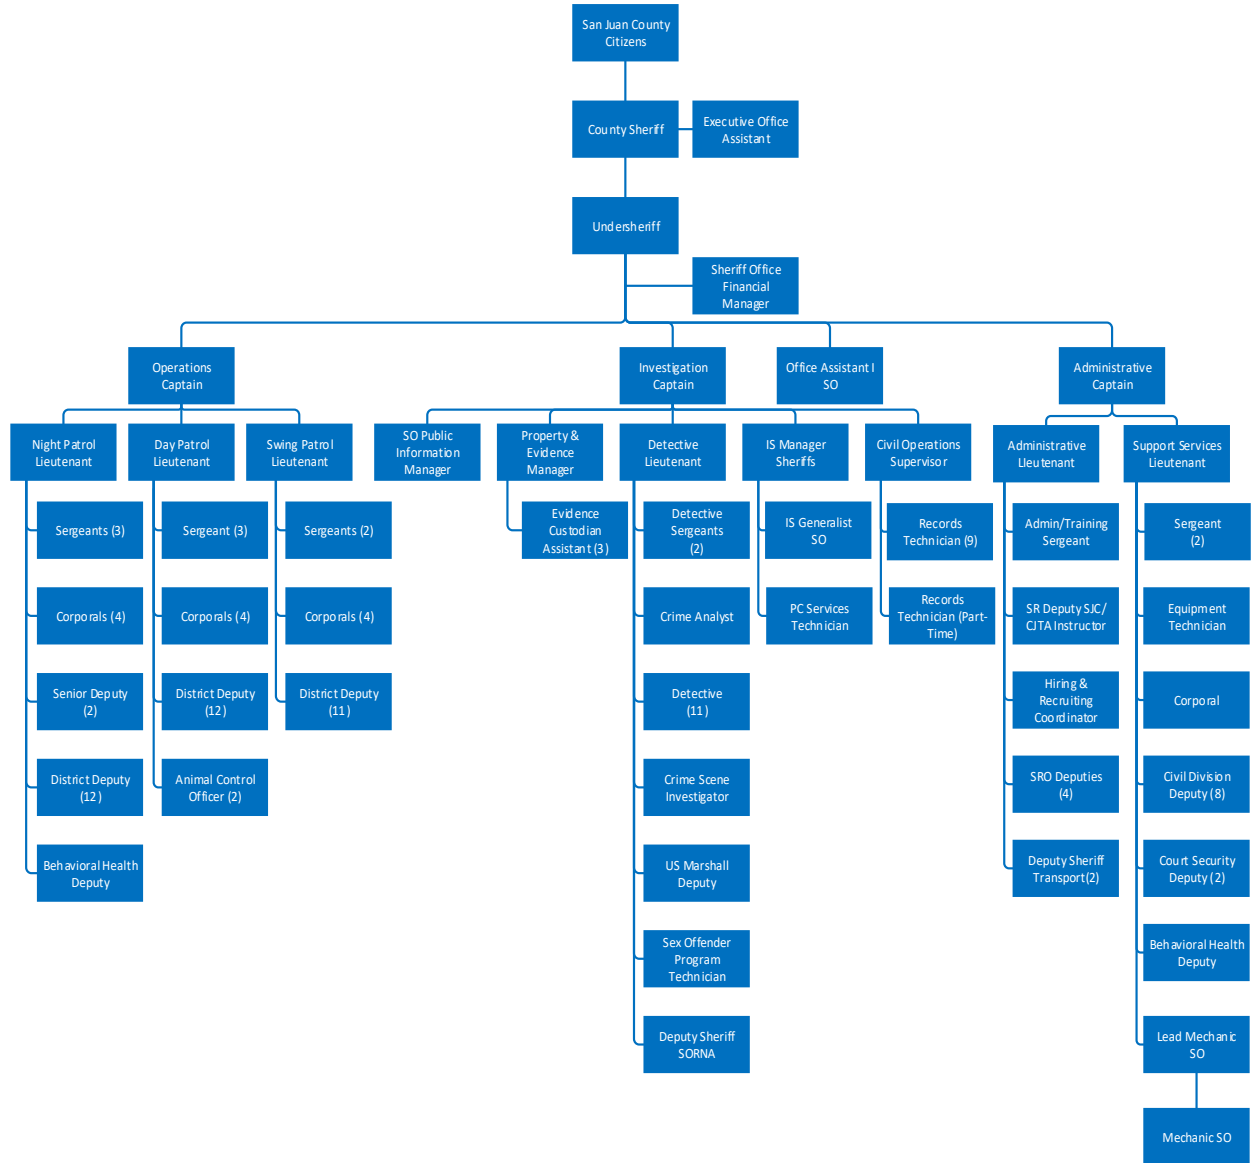 San Juan County
Citizens
County Sheriff
Executive Office
Assistant
Undersheriff
Sheriff Office
Financial
Manager
Operations
Captain
Investigation
Captain
Office Assistant I
SO
Administrative
Captain
Night Patrol
Lieutenant
Day Patrol
Lieutenant
Swing Patrol
Lieutenant
SO Public
Information
Manager
Property &
Evidence
Manager
Detective
Lieutenant
IS Manager
Sheriffs
Civil Operations
Supervisor
Administrative
LIeutenant
Support Services
Lieutenant
Sergeants (3)
Sergeant (3)
Sergeants (2)
Evidence
Custodian
Assistant (3)
Detective
Sergeants
(2)
IS Generalist
SO
Records
Technician (9)
Admin/Training
Sergeant
Sergeant
(2)
Corporals (4)
Corporals (4)
Corporals (4)
Crime Analyst
PC Services
Technician
Records
Technician (Part-
Time)
SR Deputy SJC/
CJTA Instructor
Equipment
Technician
Senior Deputy
(2)
District Deputy
(12)
District Deputy
(11)
Detective
(11)
Hiring &
Recruiting
Coordinator
Corporal
District Deputy
(12)
Animal Control
Officer (2)
Crime Scene
Investigator
SRO Deputies
(4)
Civil Division
Deputy (8)
Behavioral Health
Deputy
US Marshall
Deputy
Deputy Sheriff
Transport(2)
Court Security
Deputy (2)
Sex Offender
Program
Technician
Behavioral Health
Deputy
Deputy Sheriff
SORNA
Lead Mechanic
SO
Mechanic SO